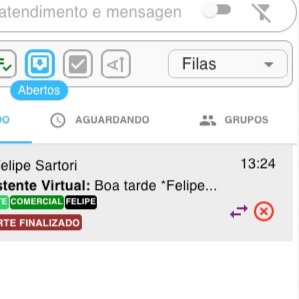 atendimento e mensagen
Filas
Abertos
DO AGUARDANDO GRUPOS
elipe Sartori 13:24
stente Virtual: Boa tarde *Felipe...
TE COMERCIAL FELIPE
RTE FINALIZADO